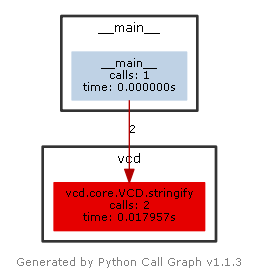 __main__
__main__
calls: 1
time: 0.000000s
2
vcd
vcd.core.VCD.stringify
calls: 2
time: 0.017957s
Generated by Python Call Graph v1.1.3